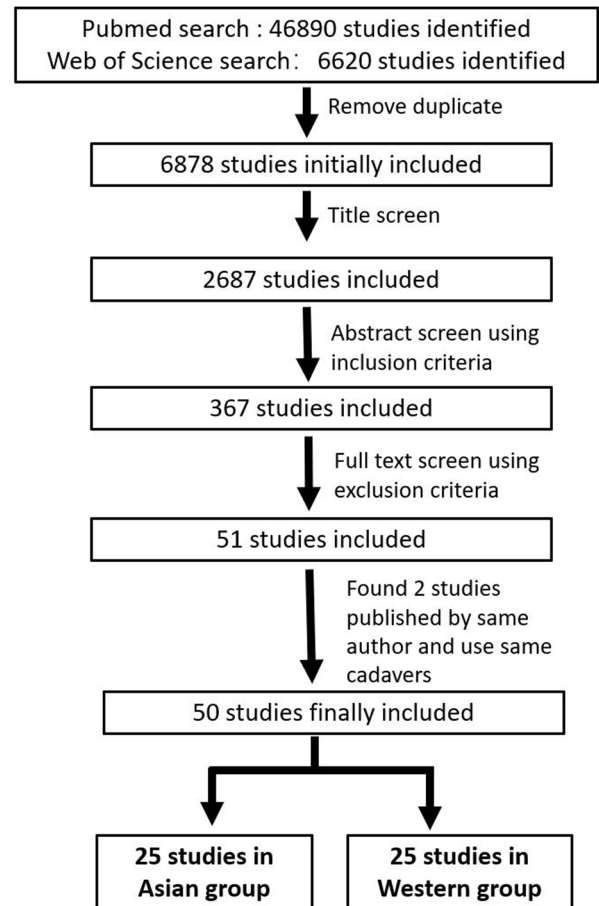 Pubmed search : 46890 studies identified
Web of Science search： 6620 studies identified
Remove duplicate
6878 studies initially included
Title screen
2687 studies included
Abstract screen using
inclusion criteria
367 studies included
Full text screen using
exclusion criteria
51 studies included
Found 2 studies
published by same
author and use same
cadavers
50 studies finally included
25 studies in
Asian group
25 studies in
Western group